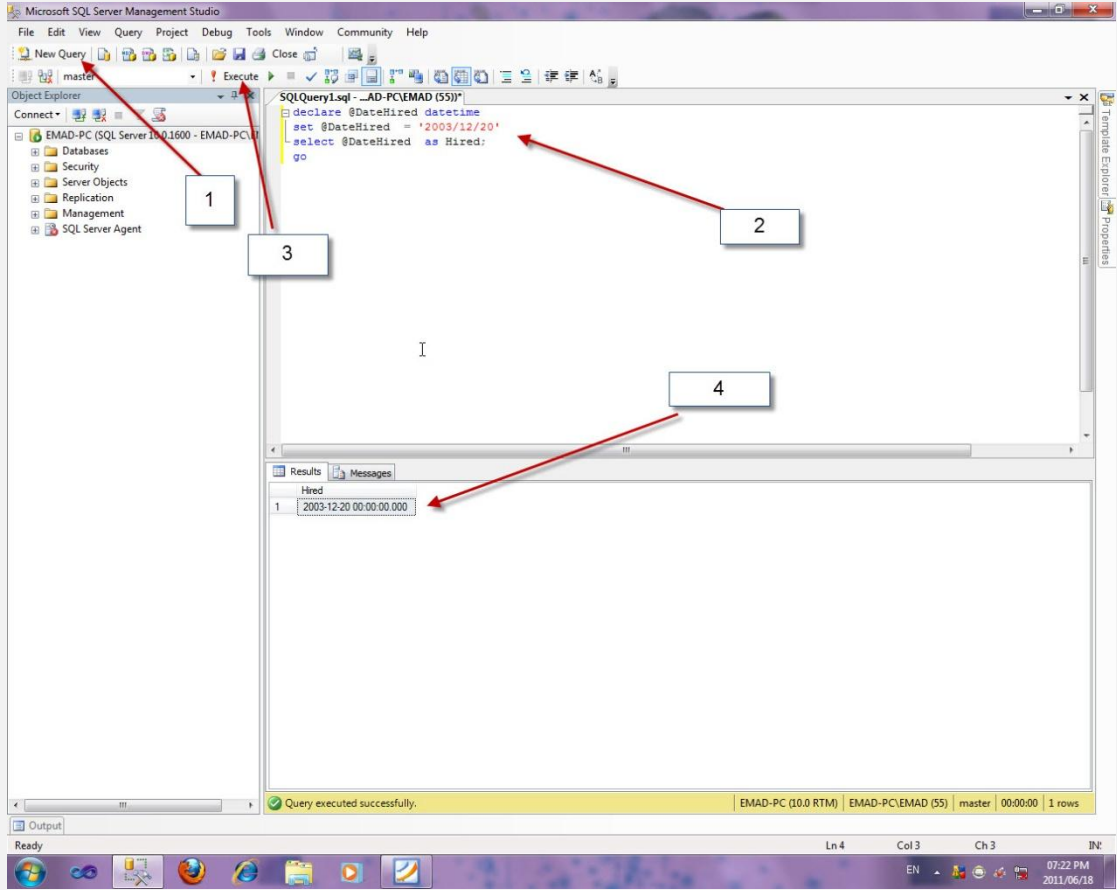 Microsoft SQL Server Management Studio
File Edit View Query Project Debug Tools Window Community Help
New Query Close
master Execute
Object Explorer
SQLQuery1.sql - ...AD-PC\EMAD (55))*
Connect
declare @DateHired datetime
set @DateHired = '2003/12/20'
select @DateHired as Hired;
go
EMAD-PC (SQL Server 10.0.1600 - EMAD-PC\
Databases
Security
Server Objects
Replication
Management
SQL Server Agent
1
2
3
4
Template Explorer
Properties
Results Messages
Hired
1 2003-12-20 00:00:00.000
Query executed successfully. EMAD-PC (10.0 RTM) EMAD-PC\EMAD (55) master 00:00:00 1 rows
Output
Ready Ln 4 Col 3 Ch 3
EN 07:22 PM
2011/06/18